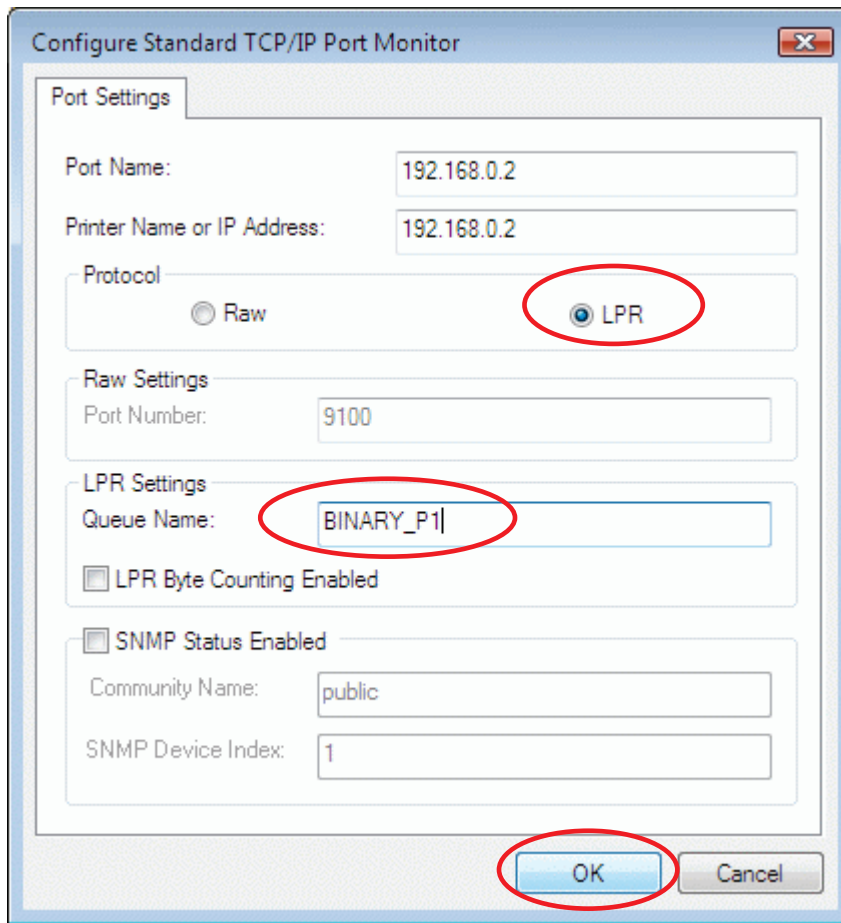 Configure Standard TCP/IP Port Monitor
Port Settings
Port Name: 192.168.0.2
Printer Name or IP Address: 192.168.0.2
Protocol
Raw LPR
Raw Settings
Port Number: 9100
LPR Settings
Queue Name: BINARY_P1
LPR Byte Counting Enabled
SNMP Status Enabled
Community Name: public
SNMP Device Index: 1
OK Cancel